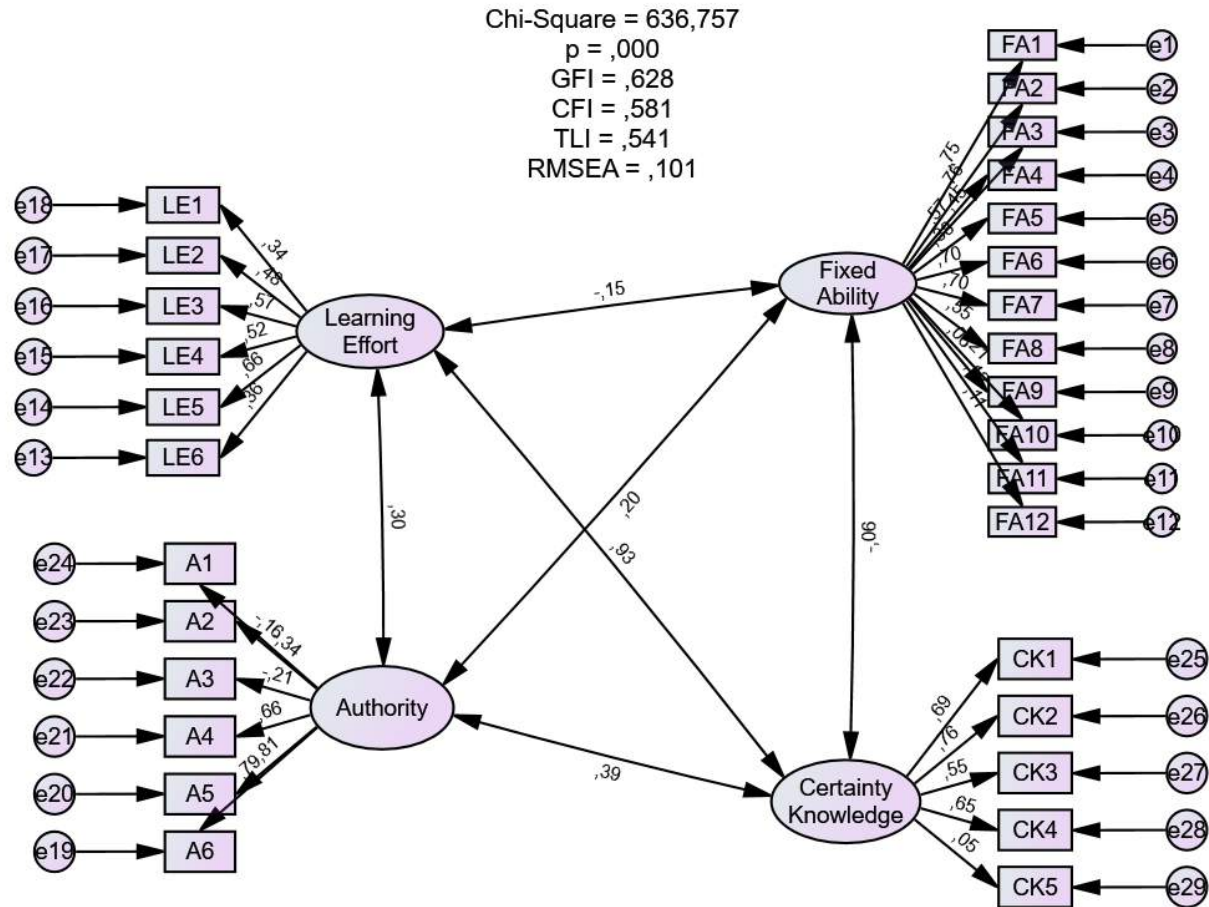 Chi-Square = 636,757
p = ,000
GFI = ,628
CFI = ,581
TLI = ,541
RMSEA = ,101
FA1
e1
FA2
e2
FA3
e3
FA4
e4
FA5
e5
FA6
e6
FA7
e7
FA8
e8
FA9
e9
FA10
e10
FA11
e11
FA12
e12
,75
,76
,70
,70
Fixed
Ability
e18
LE1
e17
LE2
e16
LE3
e15
LE4
e14
LE5
e13
LE6
,34
,48
,57
,52
,66
,36
Learning
Effort
-,15
,30
,20
,93
-,06
,39
e24
A1
e23
A2
e22
A3
e21
A4
e20
A5
e19
A6
-,16
,34
-,21
,66
,79
,81
Authority
Certainty
Knowledge
,69
,76
,55
,65
,05
CK1
e25
CK2
e26
CK3
e27
CK4
e28
CK5
e29